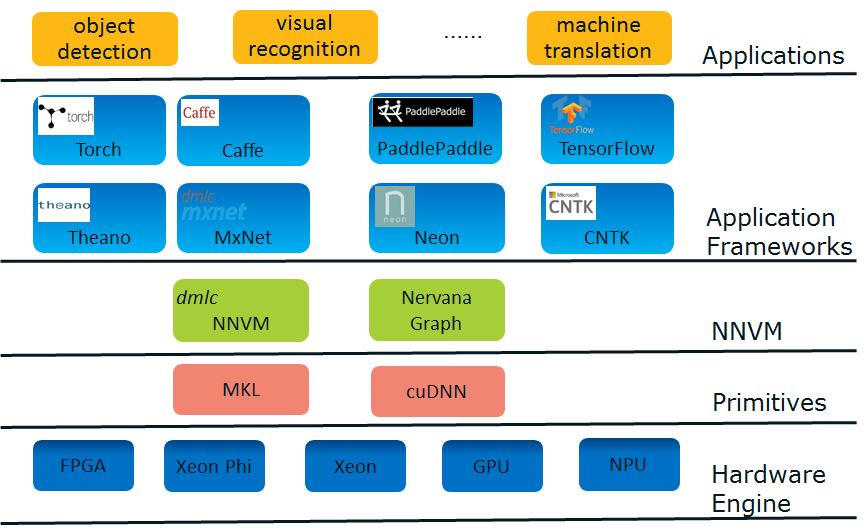 object
detection
visual
recognition
......
machine
translation
Applications
torch
Torch
Caffe
Caffe
PaddlePaddle
PaddlePaddle
TensorFlow
TensorFlow
theano
Theano
dmlc
mxnet
MxNet
n
neon
Neon
Microsoft
CNTK
CNTK
Application
Frameworks
dmlc
NNVM
Nervana
Graph
NNVM
MKL
cuDNN
Primitives
FPGA
Xeon Phi
Xeon
GPU
NPU
Hardware
Engine